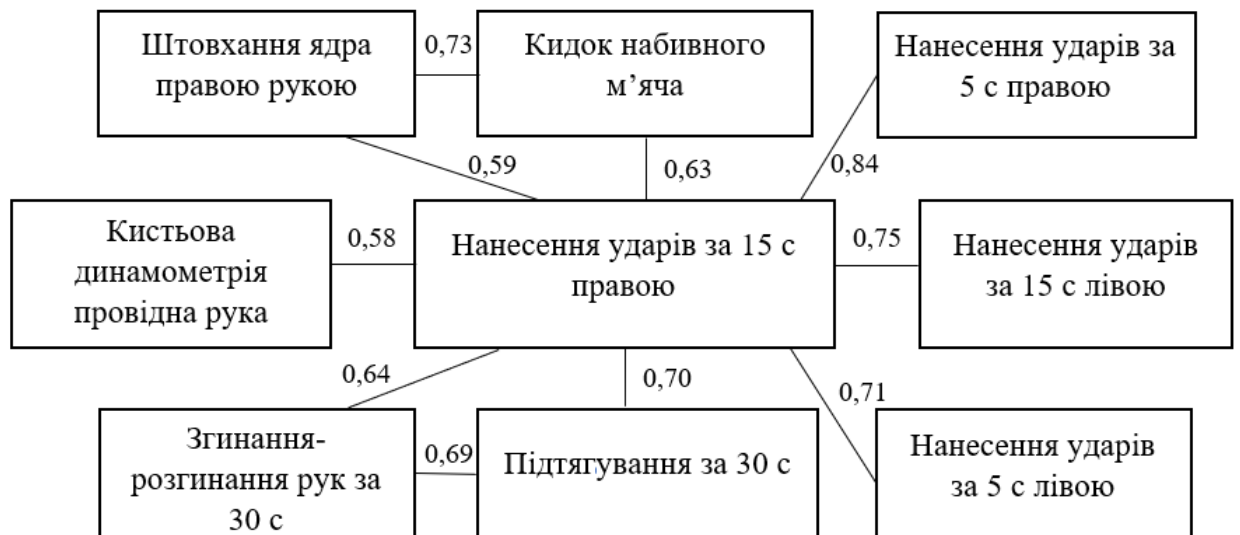 Штовхання ядра
правою рукою
0,73
Кидок набивного
м’яча
Нанесення ударів за
5 с правою
0,59
0,63
0,84
Кистьова
динамометрія
провідна рука
0,58
Нанесення ударів за 15 с
правою
0,75
Нанесення ударів
за 15 с лівою
0,64
0,70
0,71
Згинання-
розгинання рук за
30 с
0,69
Підтягування за 30 с
Нанесення ударів
за 5 с лівою